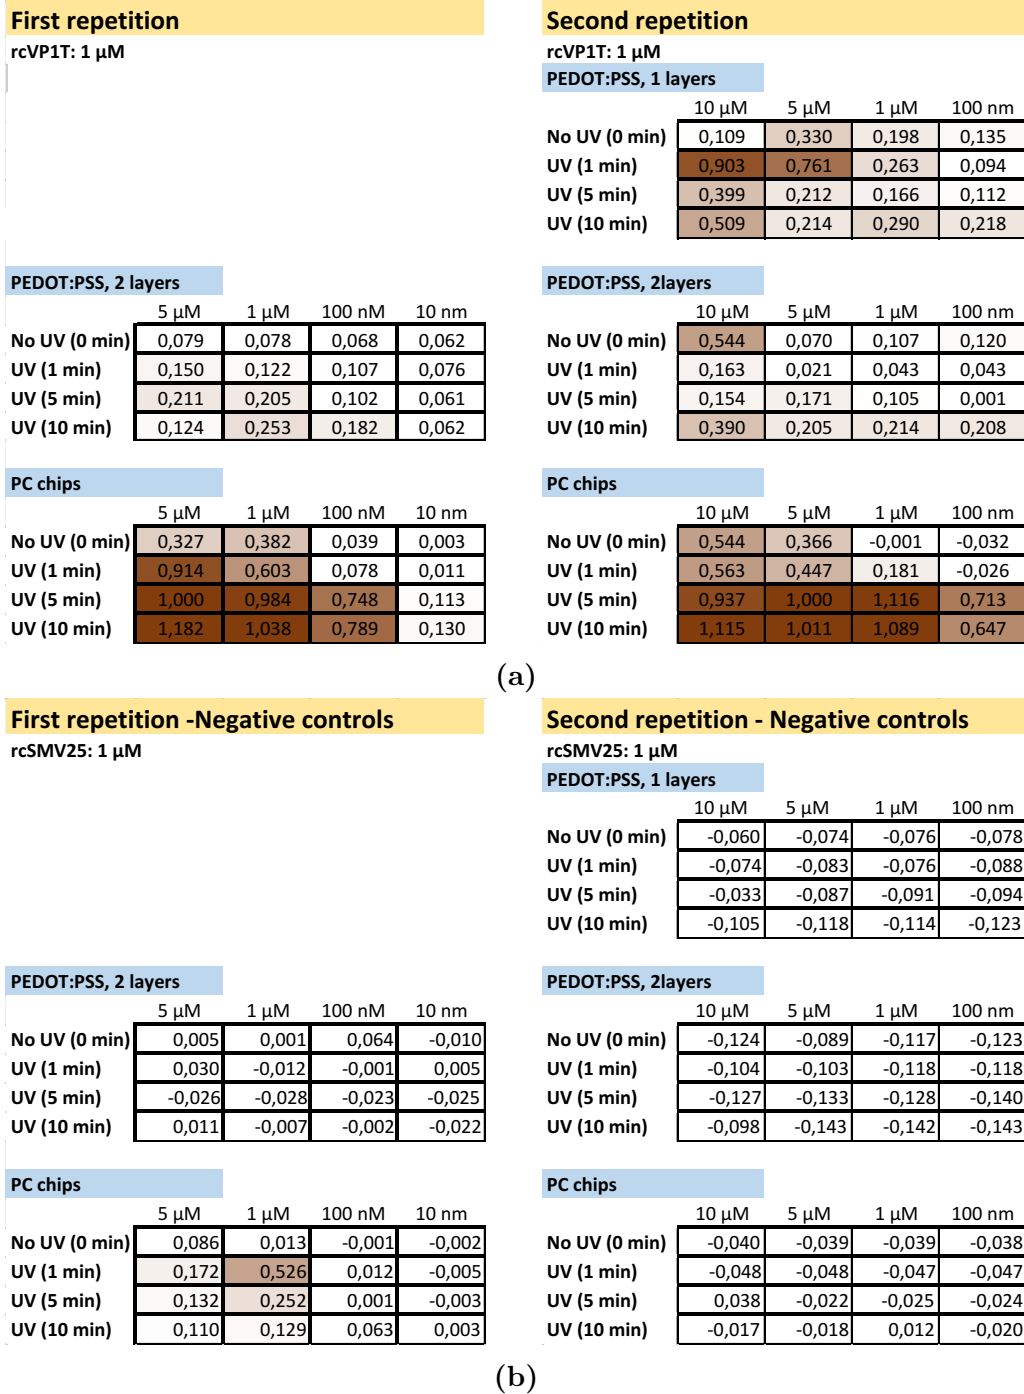 First repetition
rcVP1T: 1 µM
PEDOT:PSS, 2 layers
5 µM 1 µM 100 nM 10 nm
No UV (0 min) 0,079 0,078 0,068 0,062
UV (1 min) 0,150 0,122 0,107 0,076
UV (5 min) 0,211 0,205 0,102 0,061
UV (10 min) 0,124 0,253 0,182 0,062
PC chips
5 µM 1 µM 100 nM 10 nm
No UV (0 min) 0,327 0,382 0,039 0,003
UV (1 min) 0,914 0,603 0,078 0,011
UV (5 min) 1,000 0,984 0,748 0,113
UV (10 min) 1,182 1,038 0,789 0,130
Second repetition
rcVP1T: 1 µM
PEDOT:PSS, 1 layers
10 µM 5 µM 1 µM 100 nm
No UV (0 min) 0,109 0,330 0,198 0,135
UV (1 min) 0,903 0,761 0,263 0,094
UV (5 min) 0,399 0,212 0,166 0,112
UV (10 min) 0,509 0,214 0,290 0,218
PEDOT:PSS, 2layers
10 µM 5 µM 1 µM 100 nm
No UV (0 min) 0,544 0,070 0,107 0,120
UV (1 min) 0,163 0,021 0,043 0,043
UV (5 min) 0,154 0,171 0,105 0,001
UV (10 min) 0,390 0,205 0,214 0,208
PC chips
10 µM 5 µM 1 µM 100 nm
No UV (0 min) 0,544 0,366 -0,001 -0,032
UV (1 min) 0,563 0,447 0,181 -0,026
UV (5 min) 0,937 1,000 1,116 0,713
UV (10 min) 1,115 1,011 1,089 0,647
(a)
First repetition -Negative controls
rcSMV25: 1 µM
PEDOT:PSS, 2 layers
5 µM 1 µM 100 nM 10 nm
No UV (0 min) 0,005 0,001 0,064 -0,010
UV (1 min) 0,030 -0,012 -0,001 0,005
UV (5 min) -0,026 -0,028 -0,023 -0,025
UV (10 min) 0,011 -0,007 -0,002 -0,022
PC chips
5 µM 1 µM 100 nM 10 nm
No UV (0 min) 0,086 0,013 -0,001 -0,002
UV (1 min) 0,172 0,526 0,012 -0,005
UV (5 min) 0,132 0,252 0,001 -0,003
UV (10 min) 0,110 0,129 0,063 0,003
Second repetition - Negative controls
rcSMV25: 1 µM
PEDOT:PSS, 1 layers
10 µM 5 µM 1 µM 100 nm
No UV (0 min) -0,060 -0,074 -0,076 -0,078
UV (1 min) -0,074 -0,083 -0,076 -0,088
UV (5 min) -0,033 -0,087 -0,091 -0,094
UV (10 min) -0,105 -0,118 -0,114 -0,123
PEDOT:PSS, 2layers
10 µM 5 µM 1 µM 100 nm
No UV (0 min) -0,124 -0,089 -0,117 -0,123
UV (1 min) -0,104 -0,103 -0,118 -0,118
UV (5 min) -0,127 -0,133 -0,128 -0,140
UV (10 min) -0,098 -0,143 -0,142 -0,143
PC chips
10 µM 5 µM 1 µM 100 nm
No UV (0 min) -0,040 -0,039 -0,039 -0,038
UV (1 min) -0,048 -0,048 -0,047 -0,047
UV (5 min) 0,038 -0,022 -0,025 -0,024
UV (10 min) -0,017 -0,018 0,012 -0,020
(b)